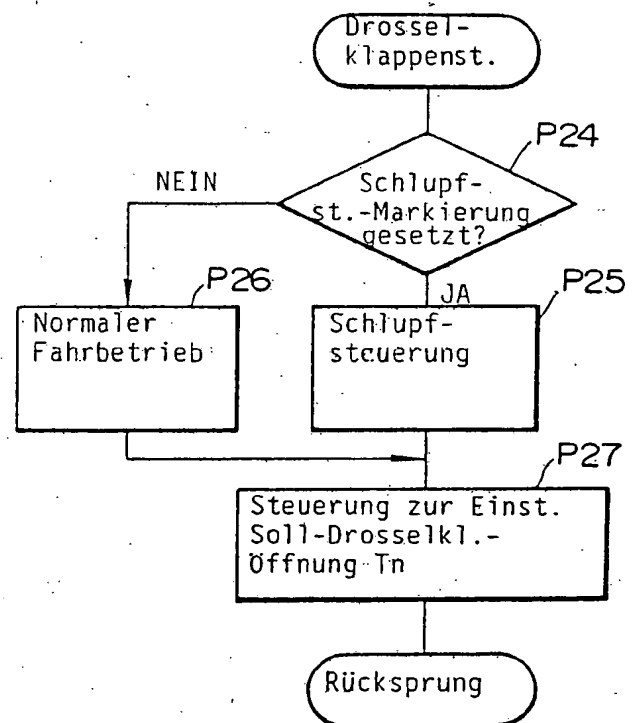 Drossel-
klappenst.
P24
NEIN
Schlupf-
st.-Markierung
gesetzt?
JA
P26
P25
Normaler
Fahrbetrieb
Schlupf-
steuerung
P27
Steuerung zur Einst.
Soll-Drosselkl.-
Öffnung Tn
Rücksprung